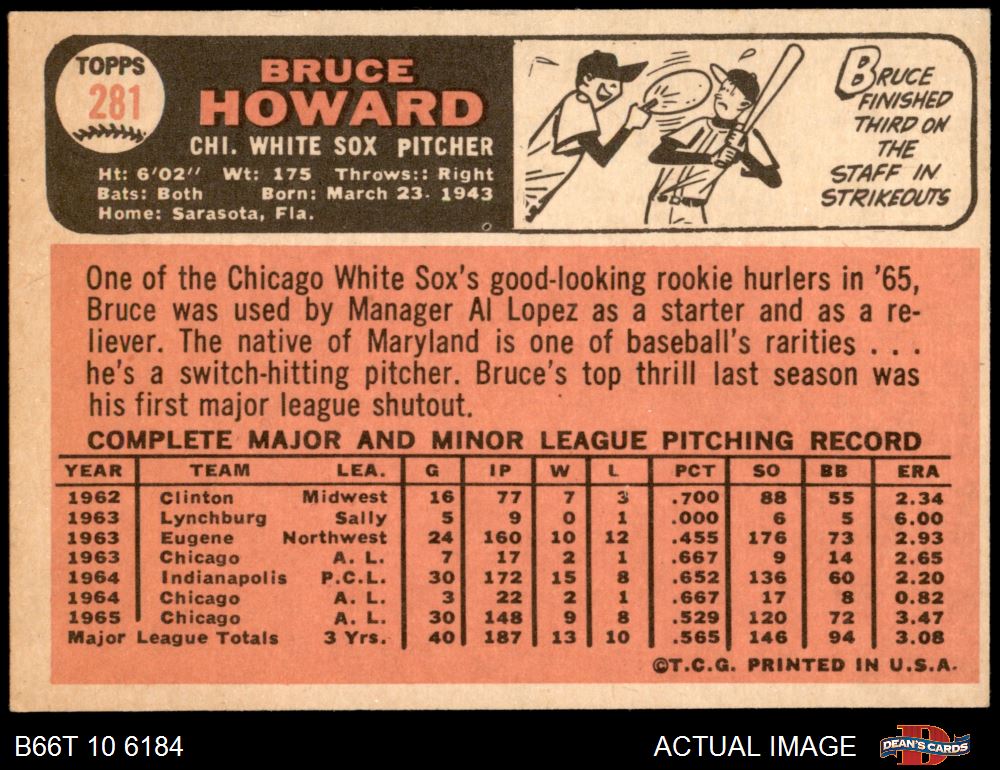 TOPPS
281
BRUCE
HOWARD
CHI. WHITE SOX PITCHER
Ht: 6'02" Wt: 175 Throws:: Right
Bats: Both Born: March 23- 1943
Home: Sarasota, Fla.
BRUCE
FINISHED
THIRD ON
THE
STAFF IN
STRIKEOUTS
One of the Chicago White Sox's good-looking rookie hurlers in '65,
Bruce was used by Manager Al Lopez as a starter and as a re-
liever. The native of Maryland is one of baseball's rarities . . .
he's a switch-hitting pitcher. Bruce's top thrill last season was
his first major league shutout.
COMPLETE MAJOR AND MINOR LEAGUE PITCHING RECORD
YEAR TEAM LEA. G IP W L PCT SO BB ERA
1962 Clinton Midwest 16 77 7 3 .700 88 55 2.34
1963 Lynchburg Sally 5 9 0 1 .000 6 5 6.00
1963 Eugene Northwest 24 160 10 12 .455 176 73 2.93
1963 Chicago A. L. 7 17 2 1 .667 9 14 2.65
1964 Indianapolis P.C.L. 30 172 15 8 .652 136 60 2.20
1964 Chicago A. L. 3 22 2 1 .667 17 8 0.82
1965 Chicago A. L. 30 148 9 8 .529 120 72 3.47
Major League Totals 3 Yrs. 40 187 13 10 .565 146 94 3.08
©T.C.G. PRINTED IN U.S.A.
B66T 10 6184
ACTUAL IMAGE
DEAN'S CARDS